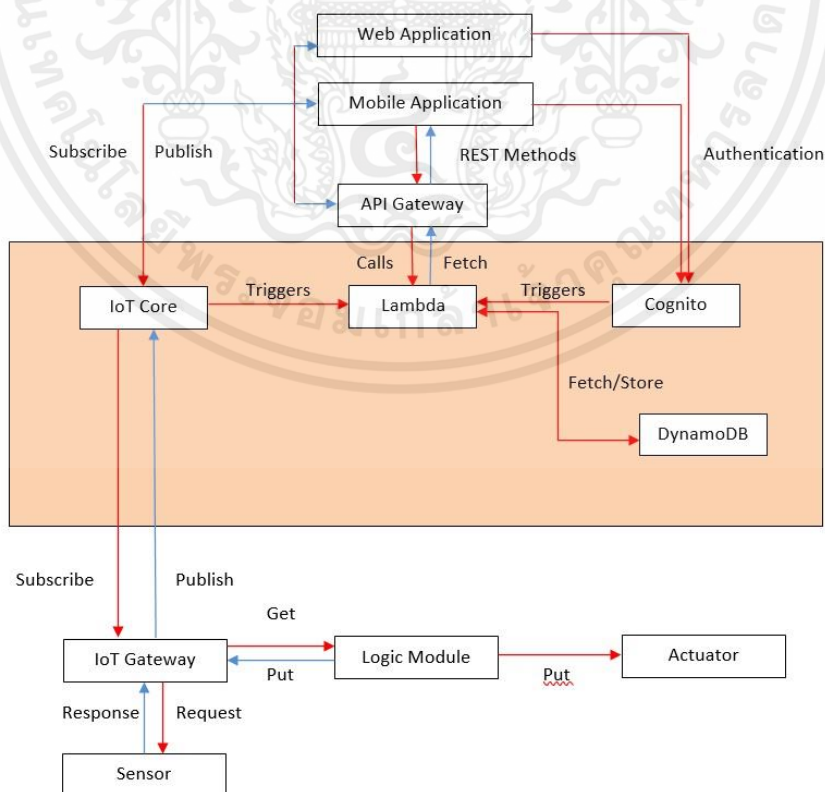 Web Application
Mobile Application
Subscribe
Publish
REST Methods
Authentication
API Gateway
Calls
Fetch
IoT Core
Triggers
Lambda
Triggers
Cognito
Fetch/Store
DynamoDB
Subscribe
Publish
Get
IoT Gateway
Logic Module
Actuator
Put
Put
Response
Request
Sensor